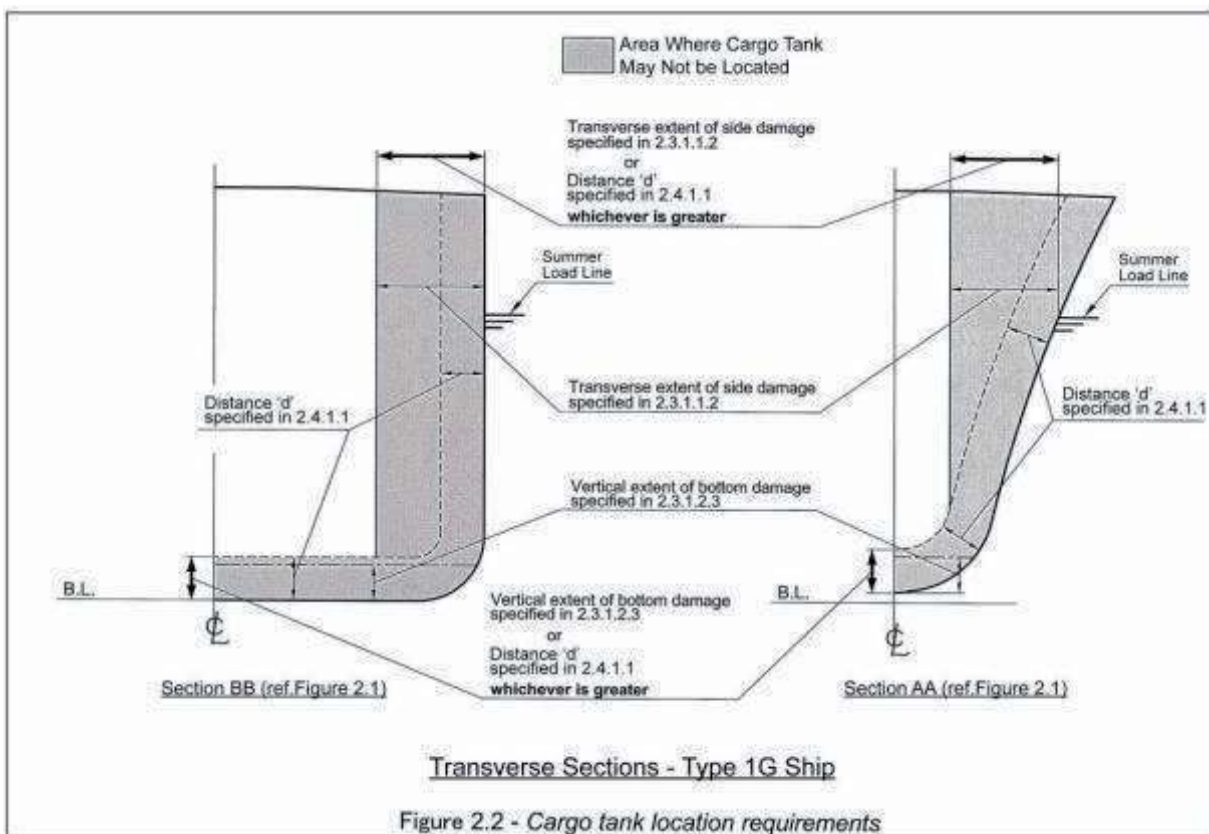 Area Where Cargo Tank
May Not be Located
Transverse extent of side damage
specified in 2.3.1.1.2
or
Distance 'd'
specified in 2.4.1.1
whichever is greater
Summer
Load Line
Summer
Load Line
Transverse extent of side damage
specified in 2.3.1.1.2
Distance 'd'
specified in 2.4.1.1
Distance 'd'
specified in 2.4.1.1
Vertical extent of bottom damage
specified in 2.3.1.2.3
B.L.
B.L.
Vertical extent of bottom damage
specified in 2.3.1.2.3
or
Distance 'd'
specified in 2.4.1.1
whichever is greater
℄
℄
Section BB (ref.Figure 2.1)
Section AA (ref.Figure 2.1)
Transverse Sections - Type 1G Ship
Figure 2.2 - Cargo tank location requirements